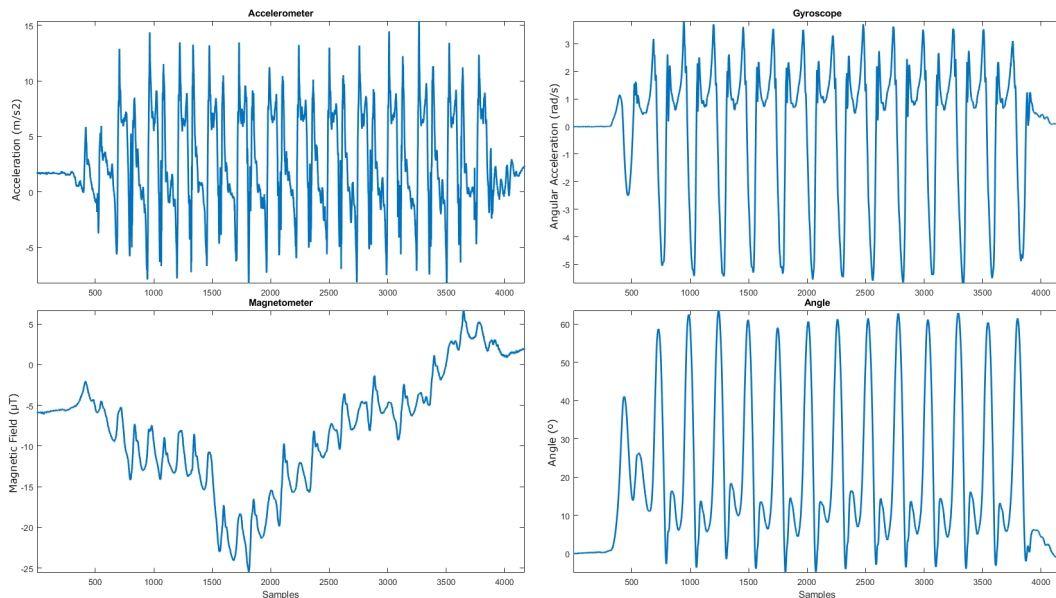 Accelerometer
Acceleration (m/s2)
15
10
5
0
-5
500 1000 1500 2000 2500 3000 3500 4000
Gyroscope
Angular Acceleration (rad/s)
3
2
1
0
-1
-2
-3
-4
-5
500 1000 1500 2000 2500 3000 3500 4000
Magnetometer
Magnetic Field (μT)
5
0
-5
-10
-15
-20
-25
500 1000 1500 2000 2500 3000 3500 4000
Samples
Angle
Angle (º)
60
50
40
30
20
10
0
500 1000 1500 2000 2500 3000 3500 4000
Samples